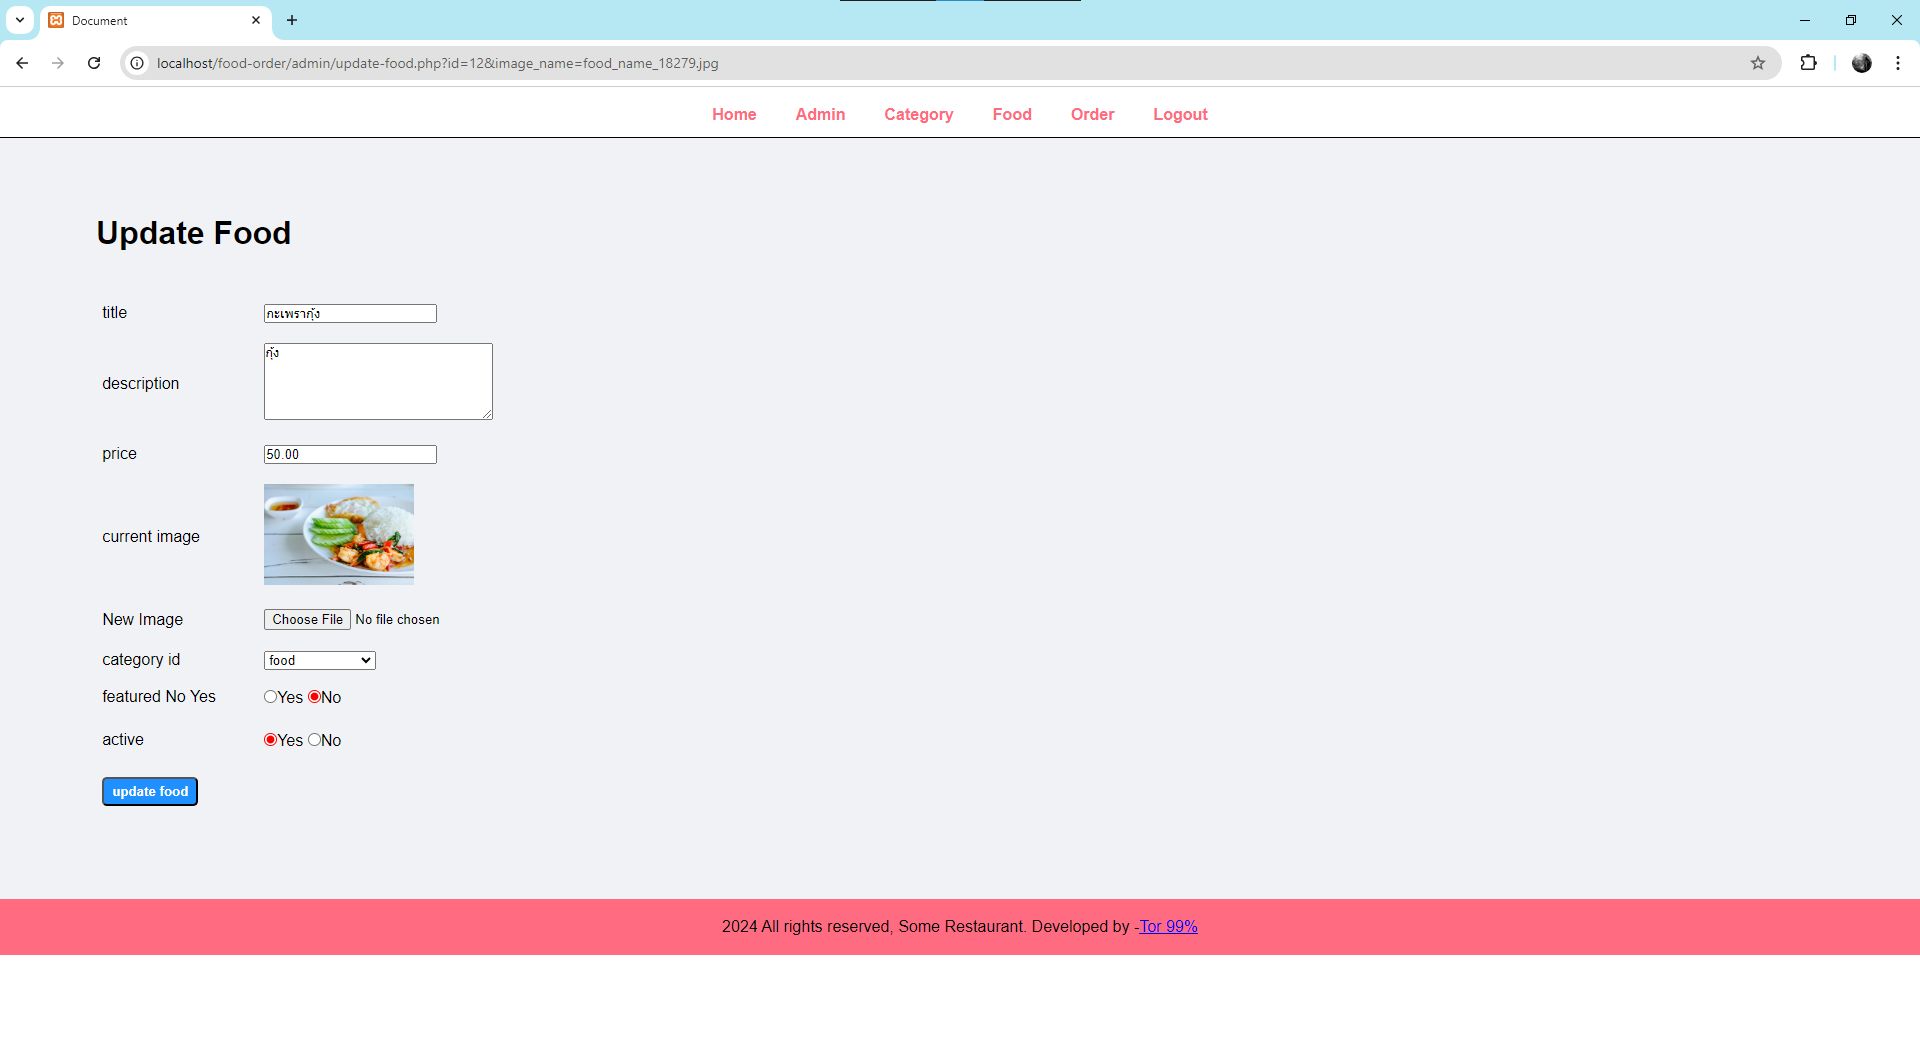 Document
localhost/food-order/admin/update-food.php?id=12&image_name=food_name_18279.jpg
Home Admin Category Food Order Logout
Update Food
title กะเพรากุ้ง
description กุ้ง
price 50.00
current image
New Image Choose File No file chosen
category id food
featured No Yes Yes No
active Yes No
update food
2024 All rights reserved, Some Restaurant. Developed by -Tor 99%